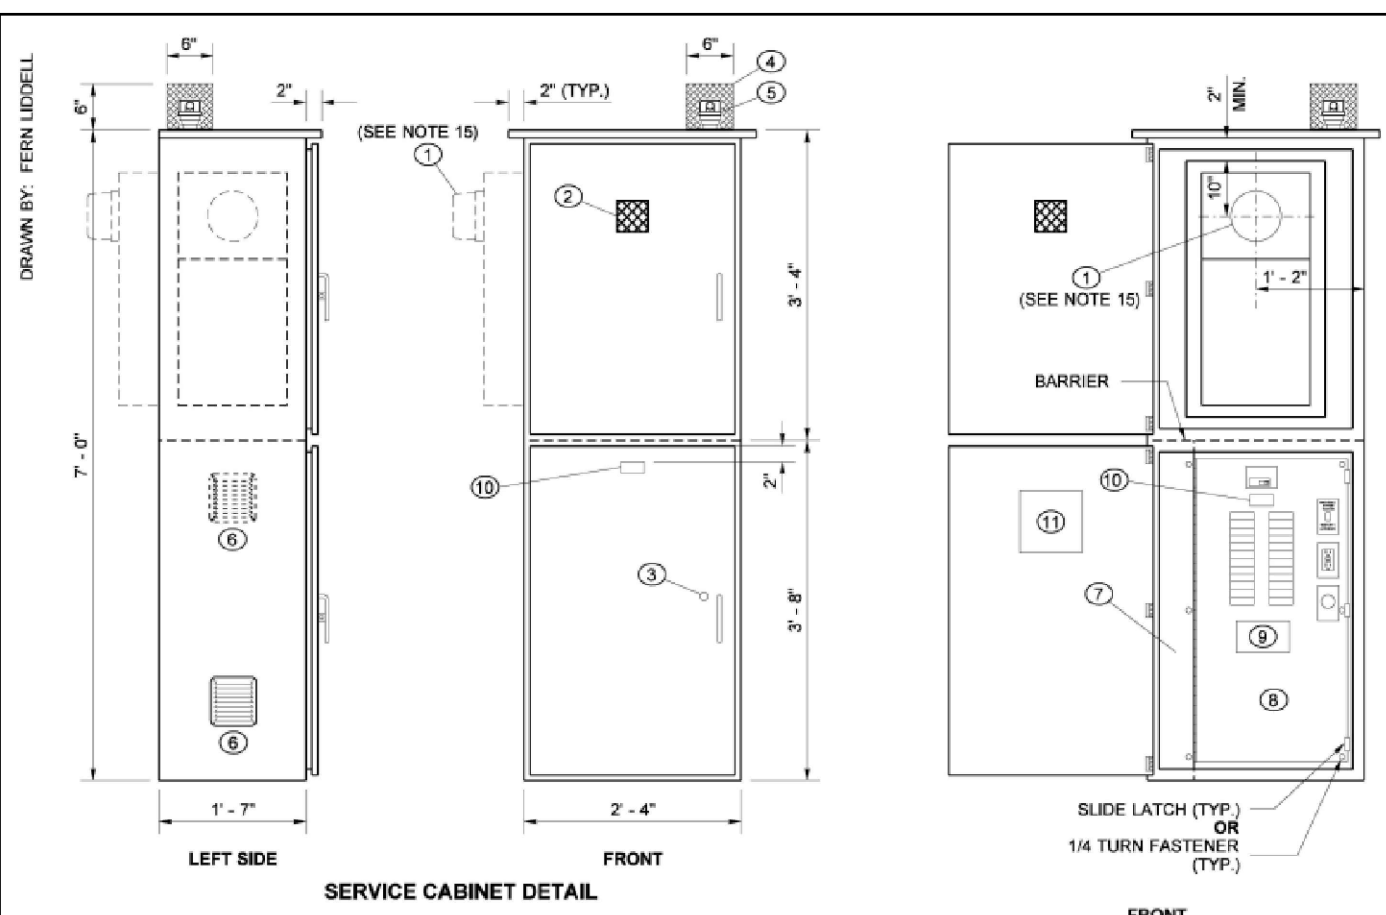 DRAWN BY: FERN LIDDELL
6"
6"
2"
7' - 0"
6
6
1' - 7"
LEFT SIDE
2" (TYP.)
6"
4
5
(SEE NOTE 15)
1
2
3' - 4"
10
2"
3
3' - 8"
2' - 4"
FRONT
SERVICE CABINET DETAIL
2"
MIN.
10"
1
(SEE NOTE 15)
1' - 2"
BARRIER
10
11
7
9
8
SLIDE LATCH (TYP.)
OR
1/4 TURN FASTENER
(TYP.)
FRONT